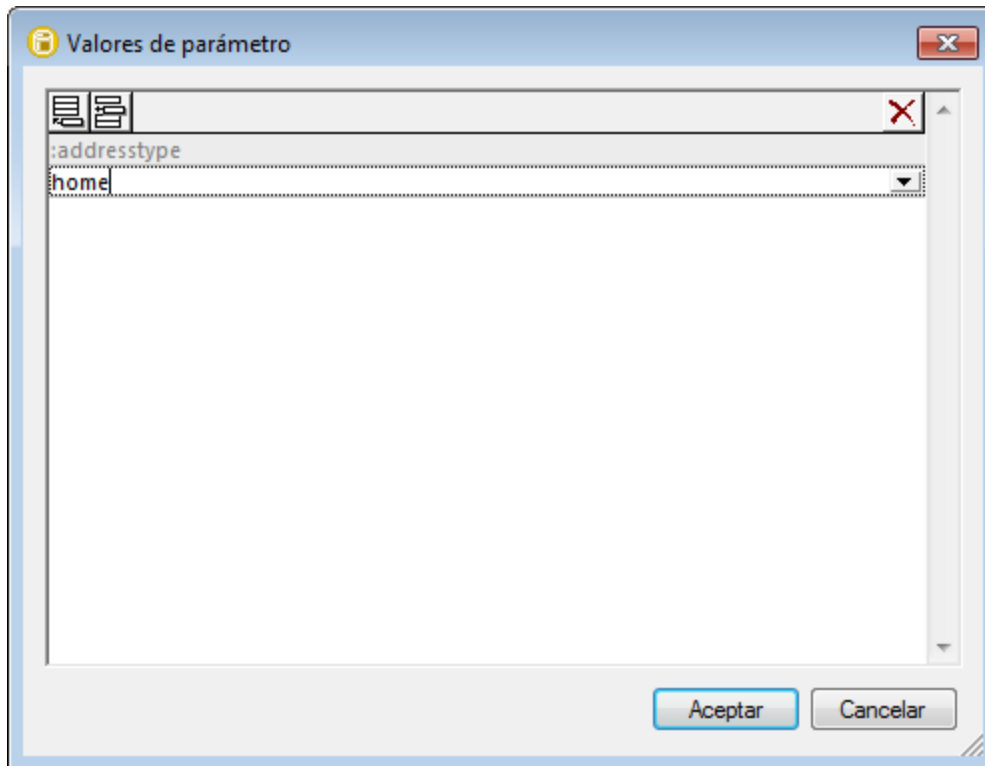 Valores de parámetro
:addresstype
home
Aceptar
Cancelar